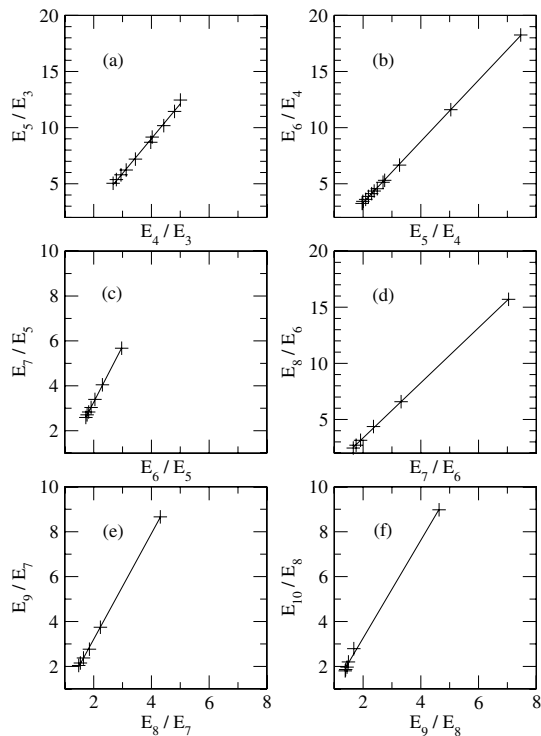 20
15
10
5
E5 / E3
(a)
E4 / E3
20
15
10
5
E6 / E4
(b)
E5 / E4
10
8
6
4
2
E7 / E5
(c)
E6 / E5
20
15
10
5
E8 / E6
(d)
E7 / E6
10
8
6
4
2
E9 / E7
(e)
2 4 6 8
E8 / E7
10
8
6
4
2
E10 / E8
(f)
2 4 6 8
E9 / E8